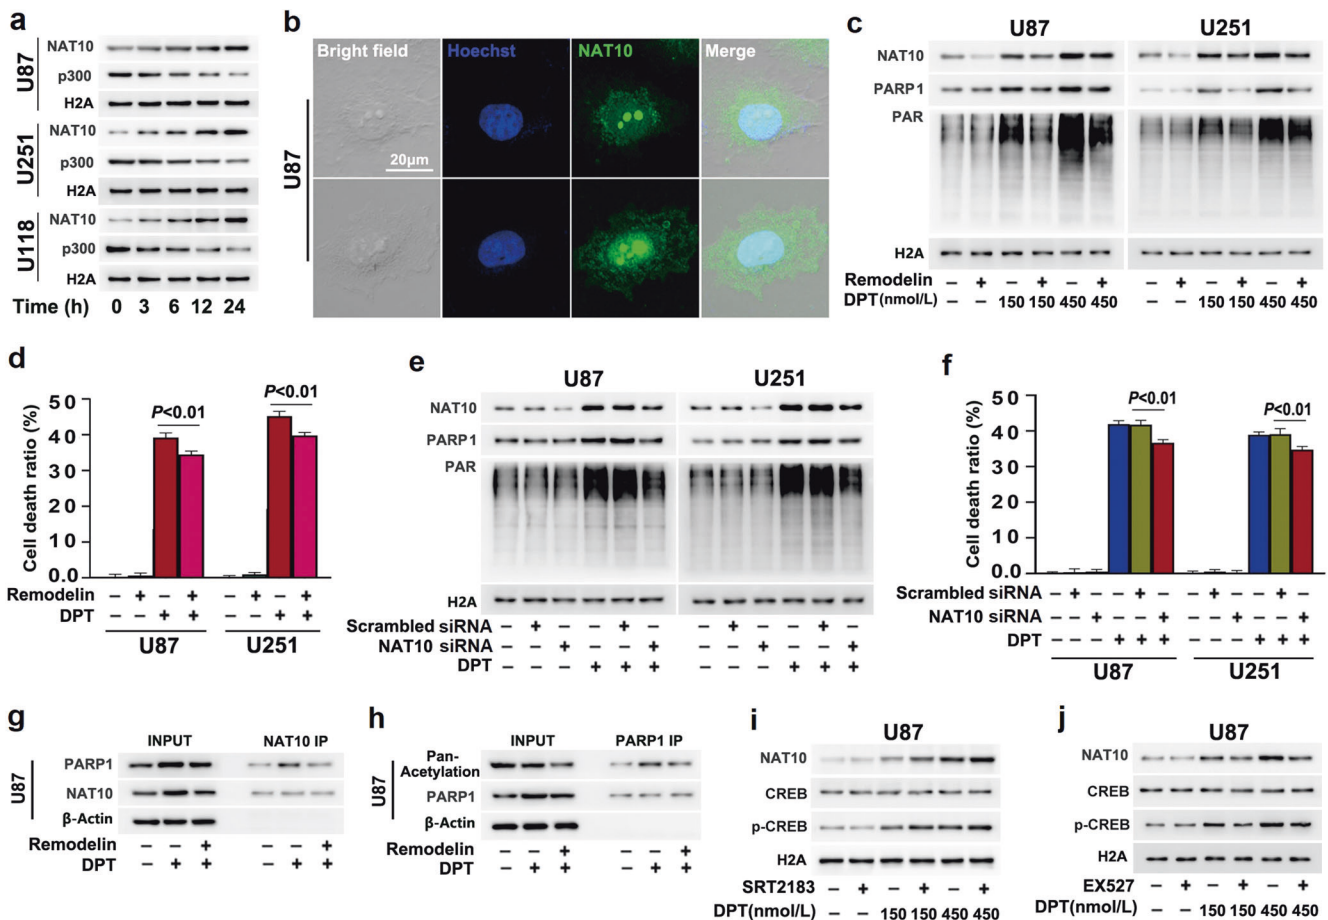 a
U87
NAT10
p300
H2A
U251
NAT10
p300
H2A
U118
NAT10
p300
H2A
Time (h) 0 3 6 12 24
b
Bright field Hoechst NAT10 Merge
U87
20μm
c
U87 U251
NAT10
PARP1
PAR
H2A
Remodelin – + – + – + – + – + – +
DPT(nmol/L) – – 150 150 450 450 – – 150 150 450 450
d
Cell death ratio (%)
50
40
30
20
10
0.0
P<0.01 P<0.01
Remodelin – + – + – + – +
DPT – – + + – – + +
U87 U251
e
U87 U251
NAT10
PARP1
PAR
H2A
Scrambled siRNA – + – – + – – + – – + –
NAT10 siRNA – – + – – + – – + – – +
DPT – – – + + + – – – + + +
f
Cell death ratio (%)
50
40
30
20
10
0
P<0.01 P<0.01
Scrambled siRNA – + – – + – – + – – + –
NAT10 siRNA – – + – – + – – + – – +
DPT – – – + + + – – – + + +
U87 U251
g
INPUT NAT10 IP
U87
PARP1
NAT10
β-Actin
Remodelin – – + – – +
DPT – + + – + +
h
INPUT PARP1 IP
U87
Pan-
Acetylation
PARP1
β-Actin
Remodelin – – + – – +
DPT – + + – + +
i
U87
NAT10
CREB
p-CREB
H2A
SRT2183 – + – + – +
DPT(nmol/L) – – 150 150 450 450
j
U87
NAT10
CREB
p-CREB
H2A
EX527 – + – + – +
DPT(nmol/L) – – 150 150 450 450